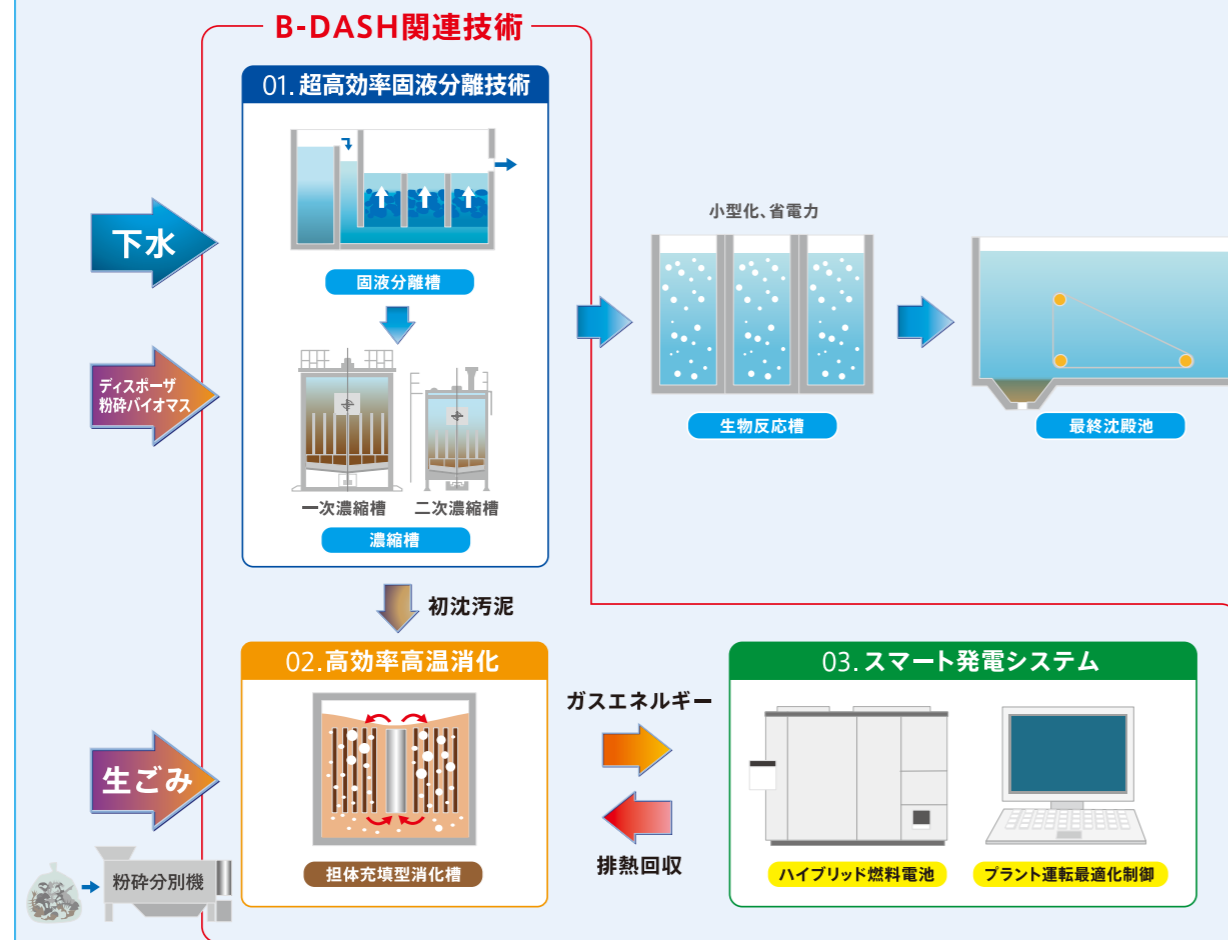 B-DASH関連技術
01.超高効率固液分離技術
下水
固液分離槽
小型化、省電力
ディスポーザ
粉砕バイオマス
生物反応槽
最終沈殿池
一次濃縮槽
二次濃縮槽
濃縮槽
初沈汚泥
02.高効率高温消化
03.スマート発電システム
ガスエネルギー
生ごみ
排熱回収
担体充填型消化槽
ハイブリッド燃料電池
プラント運転最適化制御
粉砕分別機